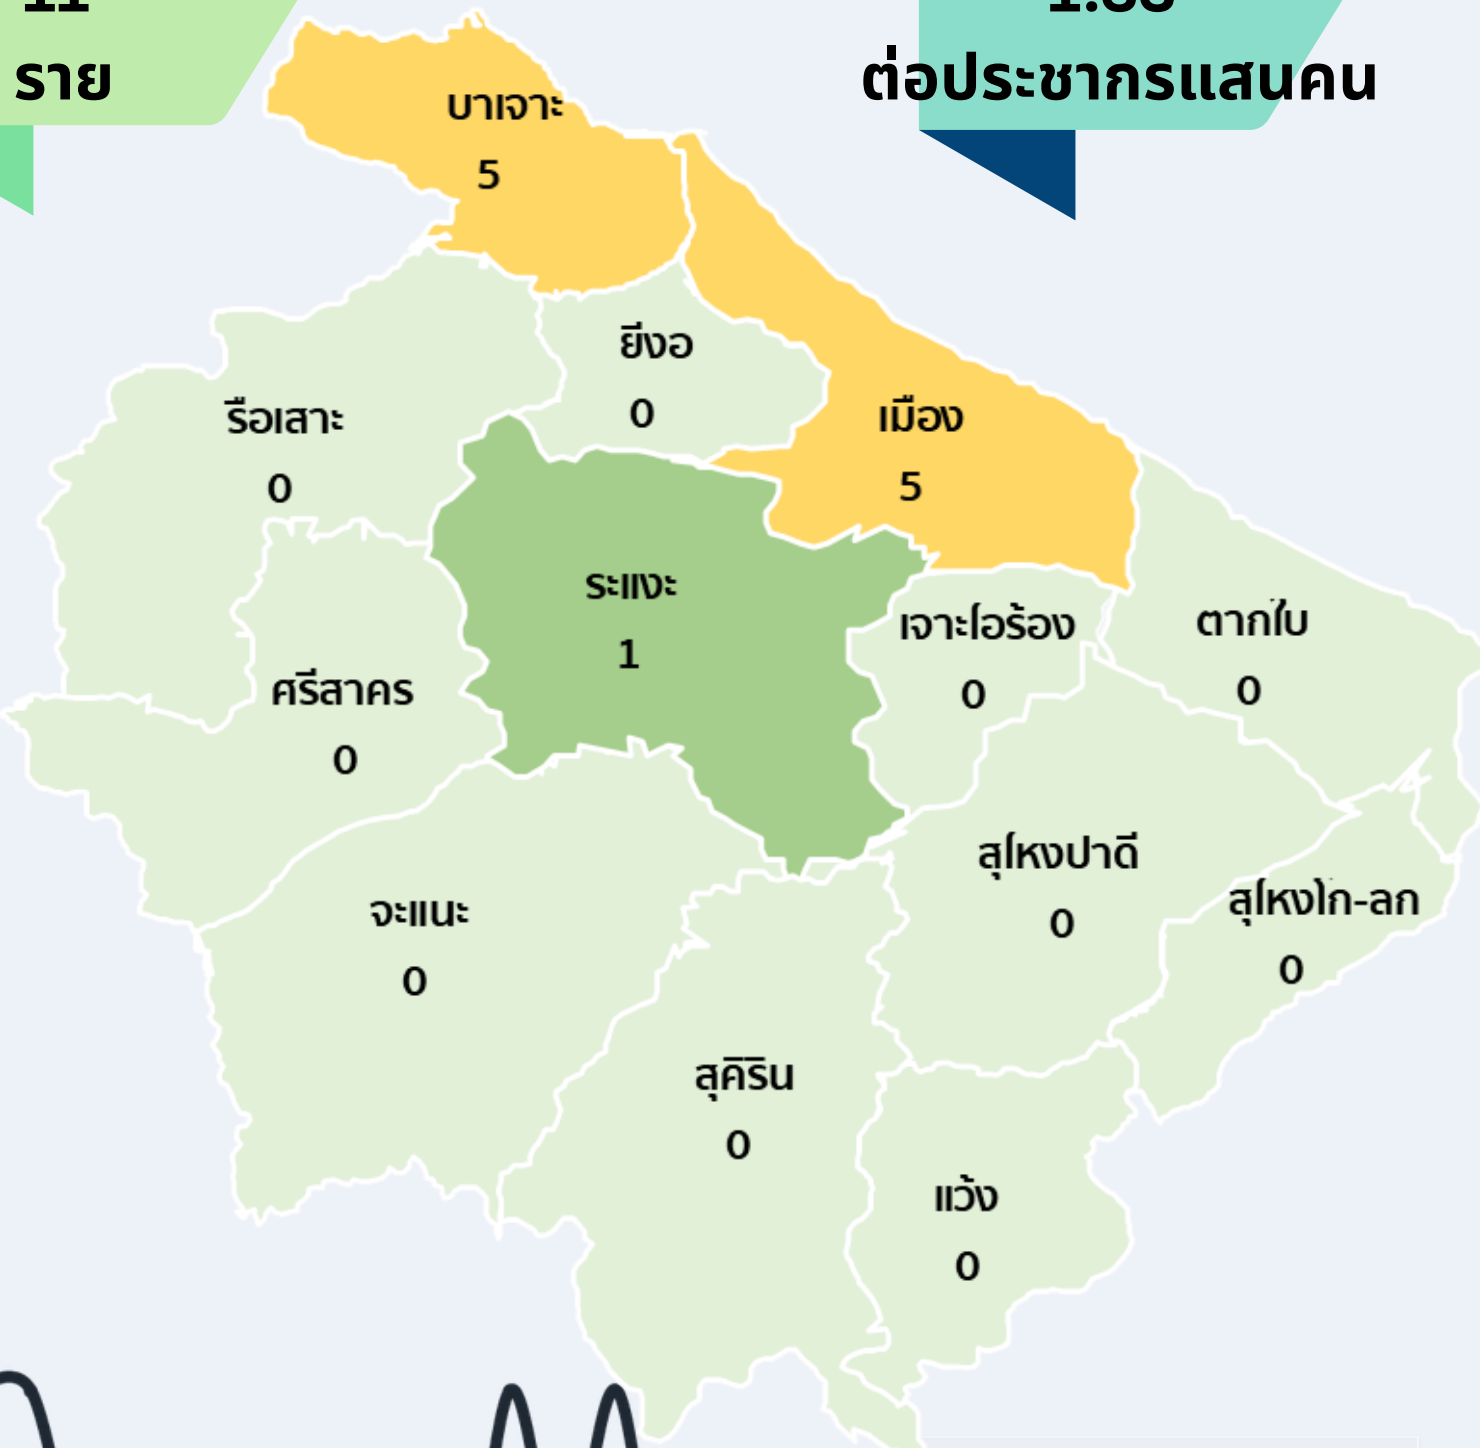 11
ราย
ต่อประชากรแสนคน
บาเจาะ
5
ยี่งอ
0
เมือง
5
รือเสาะ
0
ระแงะ
1
เจาะไอร้อง
0
ตากใบ
0
ศรีสาคร
0
สุไหงปาดี
0
สุไหงโก-ลก
0
จะแนะ
0
สุคิริน
0
แว้ง
0